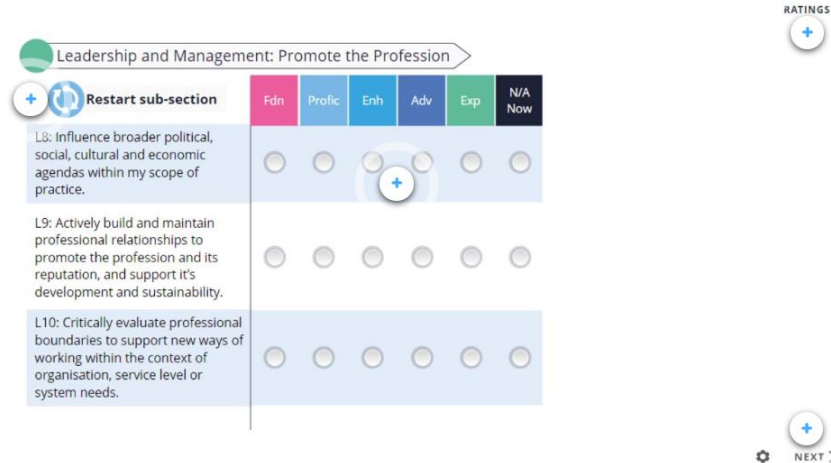 RATINGS
Leadership and Management: Promote the Profession
Restart sub-section
Fdn
Profic
Enh
Adv
Exp
N/A
Now
L8: Influence broader political,
social, cultural and economic
agendas within my scope of
practice.
L9: Actively build and maintain
professional relationships to
promote the profession and its
reputation, and support it's
development and sustainability.
L10: Critically evaluate professional
boundaries to support new ways of
working within the context of
organisation, service level or
system needs.
NEXT